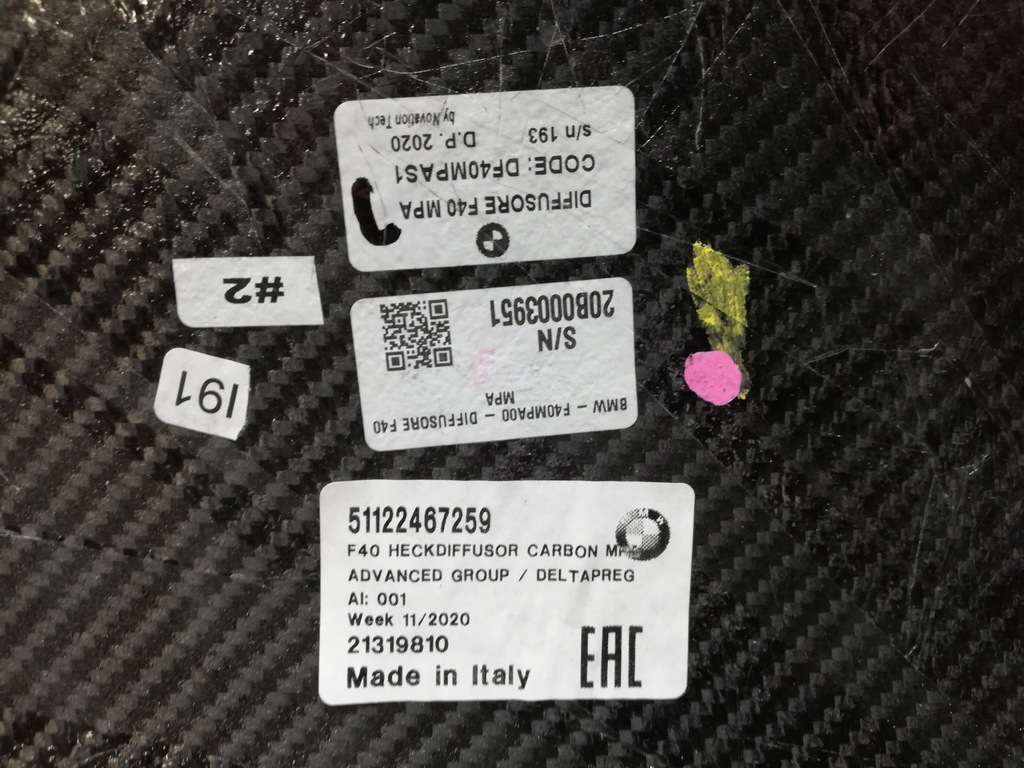 DIFFUSORE F40 MPA
CODE: DF40MPAS1
D.P. 2020 s/n 193
by Novation Tech
#2
191
BMW - F40MPA00 - DIFFUSORE F40
MPA
S/N
20B0003951
51122467259
F40 HECKDIFFUSOR CARBON
ADVANCED GROUP / DELTAPREG
AI: 001
Week 11/2020
21319810
Made in Italy
EAC